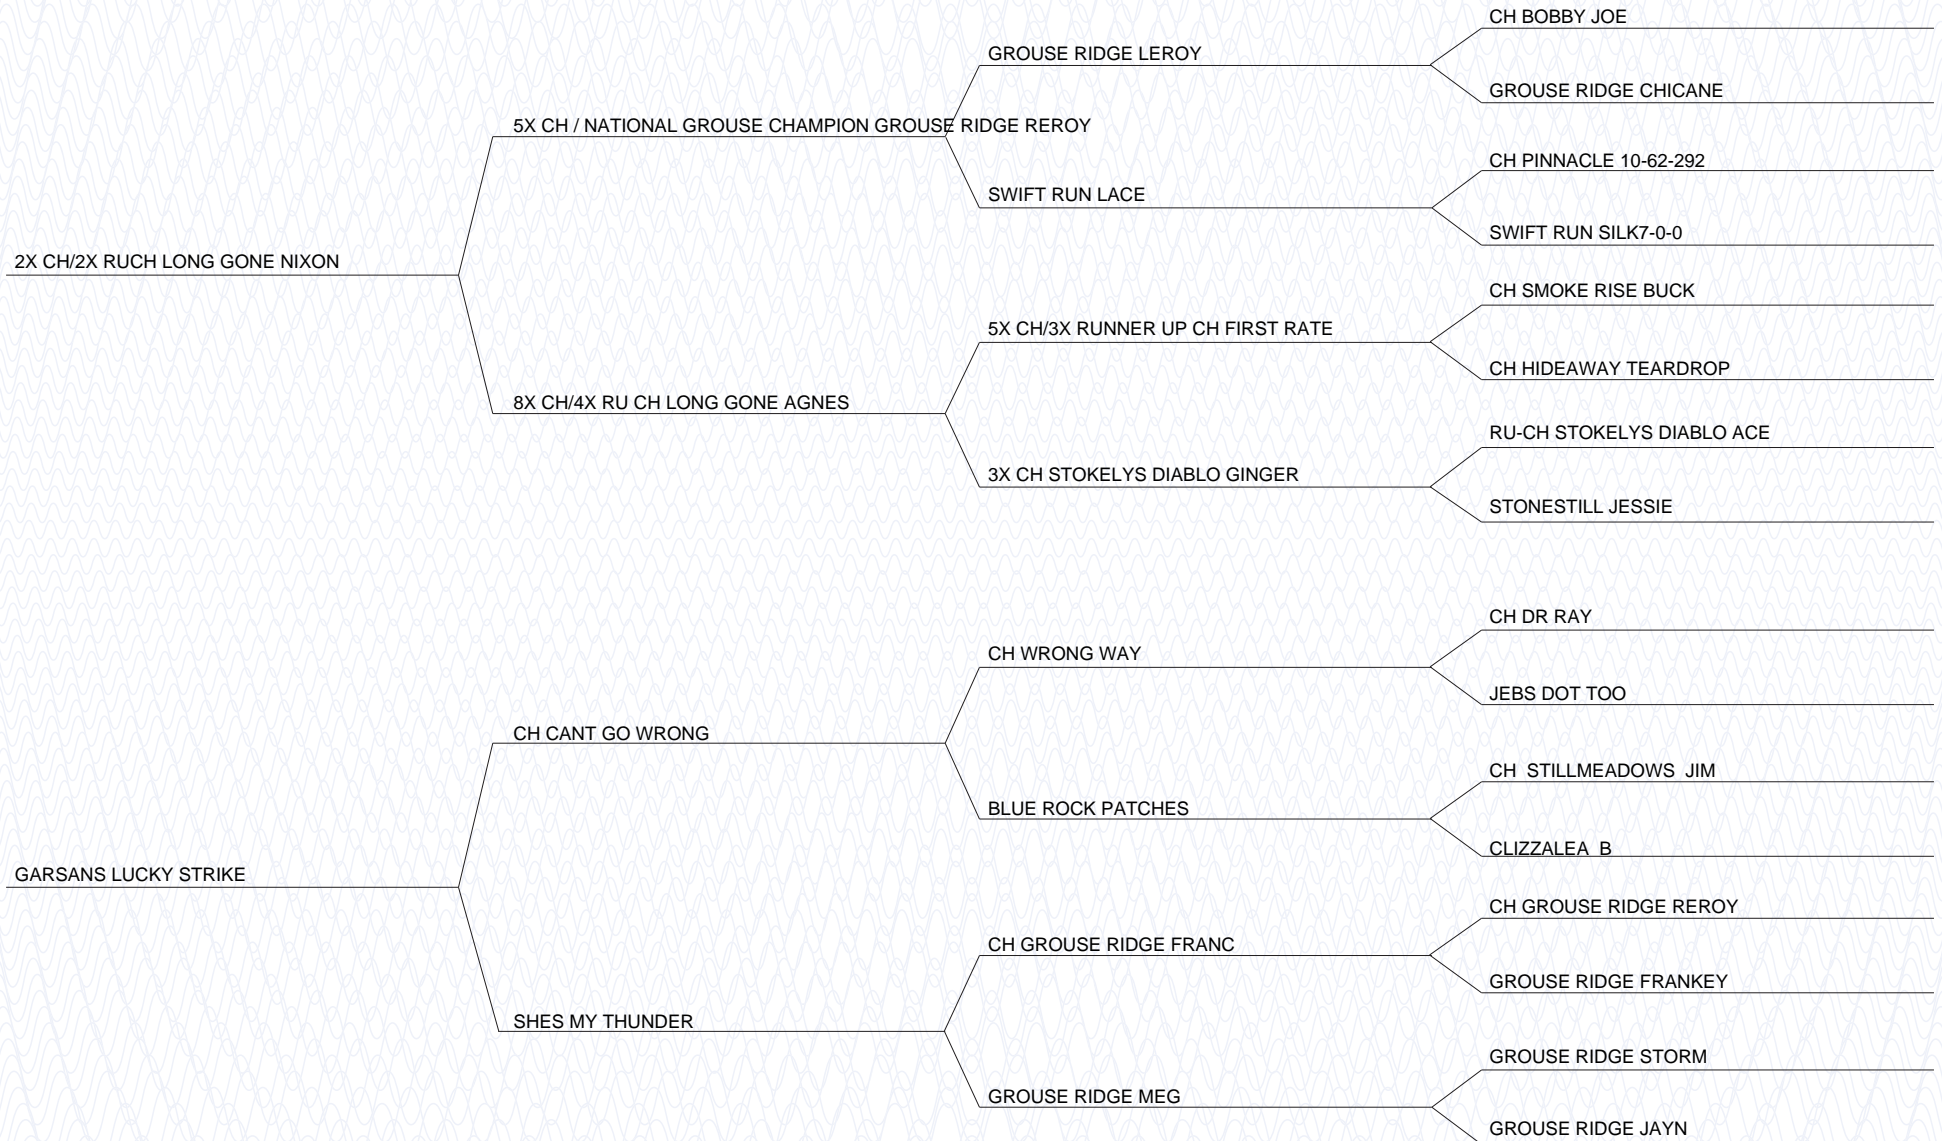 CH BOBBY JOE
GROUSE RIDGE LEROY
GROUSE RIDGE CHICANE
5X CH / NATIONAL GROUSE CHAMPION GROUSE RIDGE REROY
CH PINNACLE 10-62-292
SWIFT RUN LACE
SWIFT RUN SILK7-0-0
2X CH/2X RUCH LONG GONE NIXON
CH SMOKE RISE BUCK
5X CH/3X RUNNER UP CH FIRST RATE
CH HIDEAWAY TEARDROP
8X CH/4X RU CH LONG GONE AGNES
RU-CH STOKELYS DIABLO ACE
3X CH STOKELYS DIABLO GINGER
STONESTILL JESSIE
CH DR RAY
CH WRONG WAY
JEBS DOT TOO
CH CANT GO WRONG
CH  STILLMEADOWS  JIM
BLUE ROCK PATCHES
CLIZZALEA  B
GARSANS LUCKY STRIKE
CH GROUSE RIDGE REROY
CH GROUSE RIDGE FRANC
GROUSE RIDGE FRANKEY
SHES MY THUNDER
GROUSE RIDGE STORM
GROUSE RIDGE MEG
GROUSE RIDGE JAYN